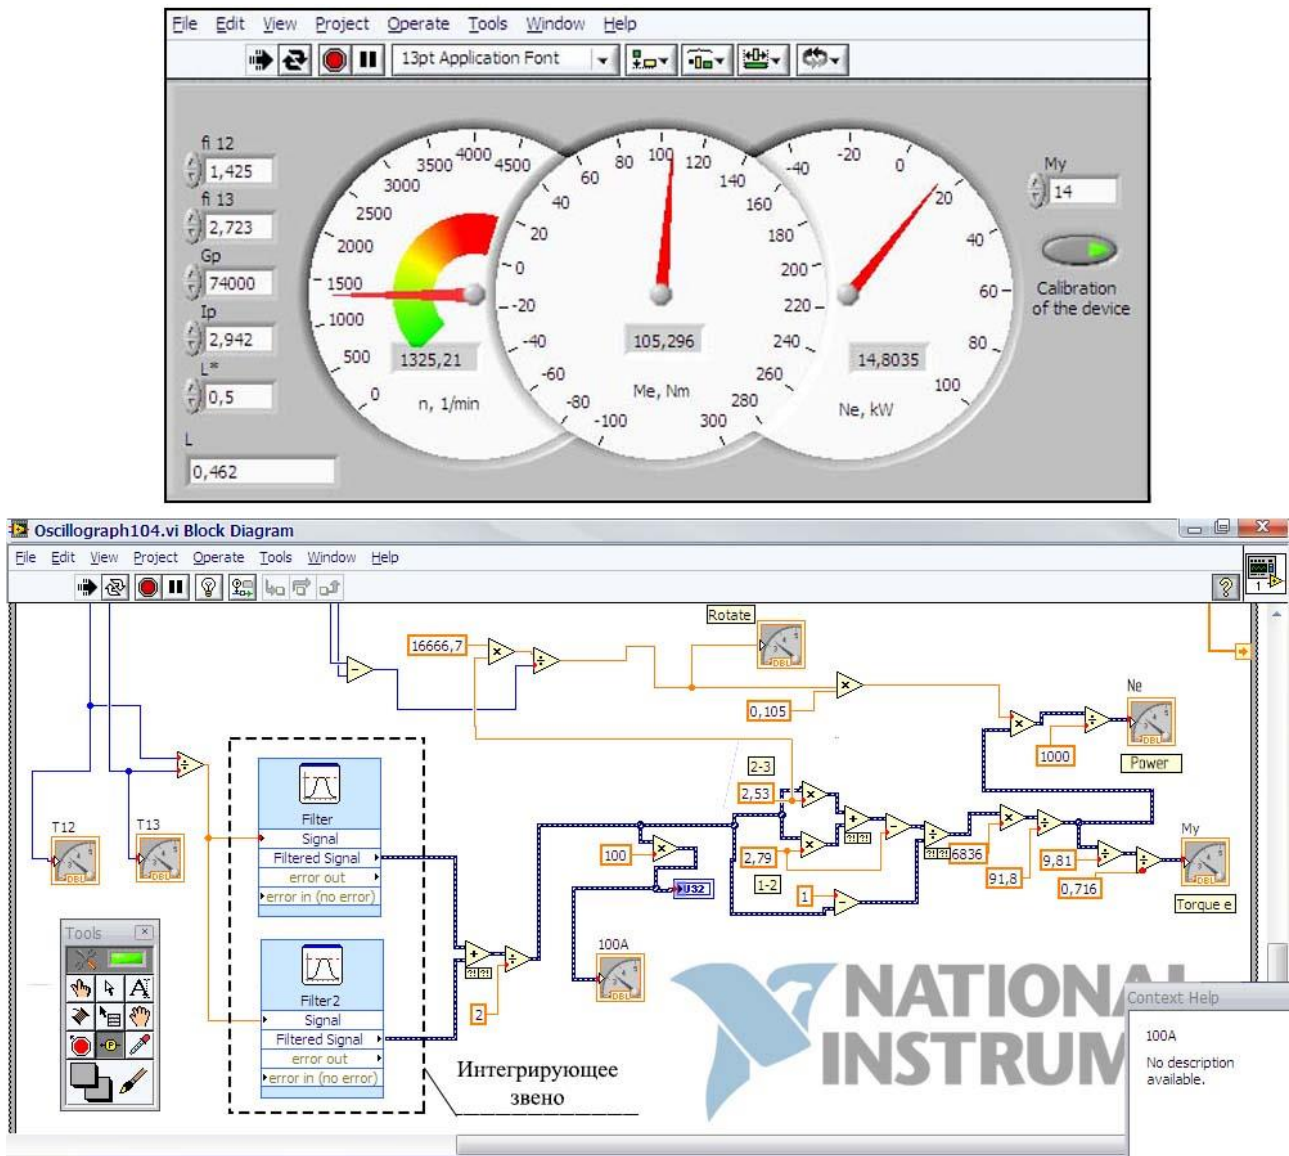 File Edit View Project Operate Tools Window Help
13pt Application Font
fi 12
1,425
fi 13
2,723
Gp
74000
Ip
2,942
L*
0,5
L
0,462
0 500 1000 1500 2000 2500 3000 3500 4000 4500
1325,21
n, 1/min
-100 -80 -60 -40 -20 0 20 40 60 80 100 120 140 160 180 200 220 240 260 280 300
105,296
Me, Nm
-40 -20 0 20 40 60 80 100
14,8035
Ne, kW
My
14
Calibration
of the device
Oscillograph104.vi Block Diagram
File Edit View Project Operate Tools Window Help
1
Rotate
16666,7
DBL
0,105
Ne
1000
DBL
Power
T12
DBL
T13
DBL
Filter
Signal
Filtered Signal
error out
error in (no error)
Filter2
Signal
Filtered Signal
error out
error in (no error)
2
100
U32
100A
DBL
2-3
2,53
2,79
1-2
1
6836
91,8
9,81
0,716
My
DBL
Torque e
Tools
Интегрирующее
звено
NATIONAL
INSTRUM
Context Help
100A
No description
available.